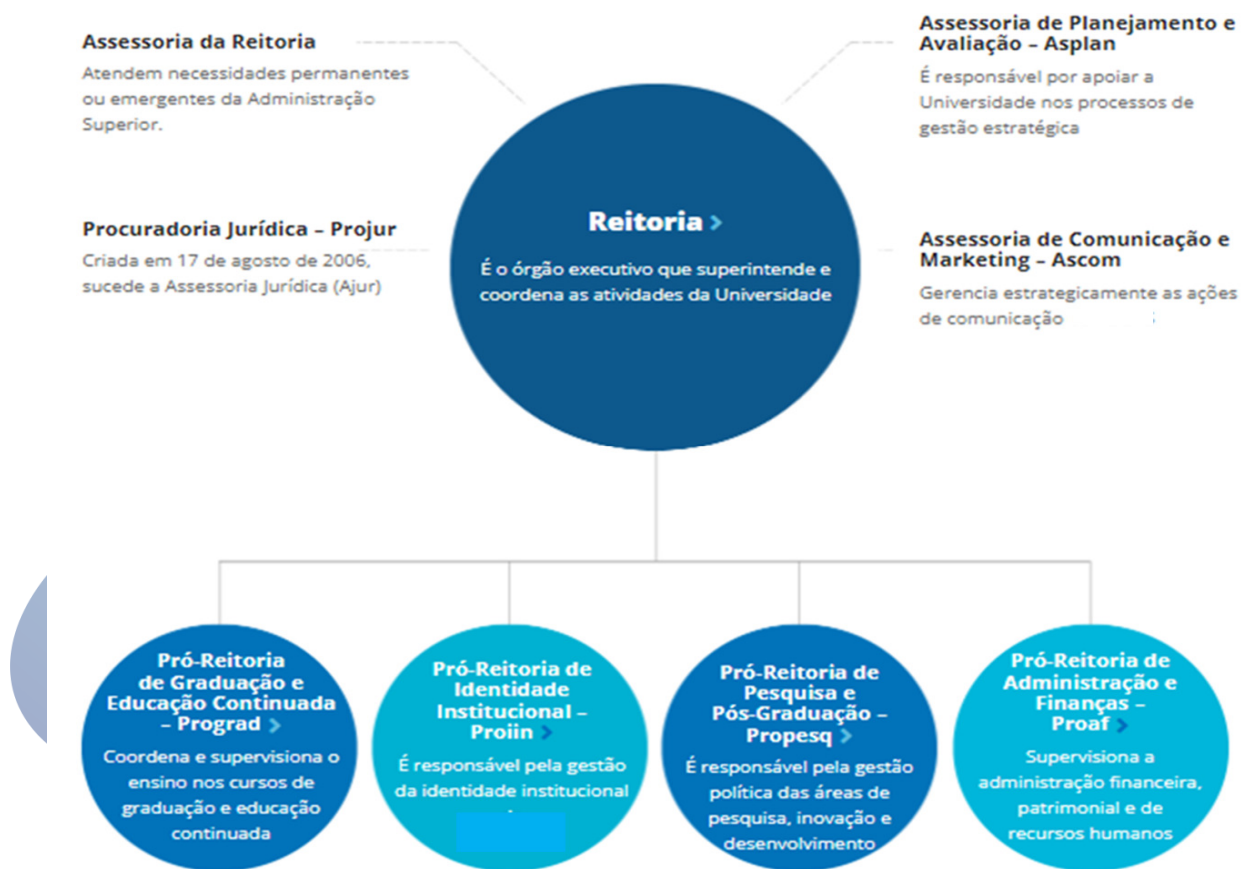 Assessoria da Reitoria
Atendem necessidades permanentes
ou emergentes da Administração
Superior.
Assessoria de Planejamento e
Avaliação – Asplan
É responsável por apoiar a
Universidade nos processos de
gestão estratégica
Procuradoria Jurídica – Projur
Criada em 17 de agosto de 2006,
sucede a Assessoria Jurídica (Ajur)
Reitoria >
É o órgão executivo que superintende e
coordena as atividades da Universidade
Assessoria de Comunicação e
Marketing – Ascom
Gerencia estrategicamente as ações
de comunicação
Pró-Reitoria
de Graduação e
Educação Continuada
– Prograd >
Coordena e supervisiona o
ensino nos cursos de
graduação e educação
continuada
Pró-Reitoria de
Identidade
Institucional –
Proiin >
É responsável pela gestão
da identidade institucional
Pró-Reitoria de
Pesquisa e
Pós-Graduação –
Propesq >
É responsável pela gestão
política das áreas de
pesquisa, inovação e
desenvolvimento
Pró-Reitoria de
Administração e
Finanças –
Proaf >
Supervisiona a
administração financeira,
patrimonial e de
recursos humanos